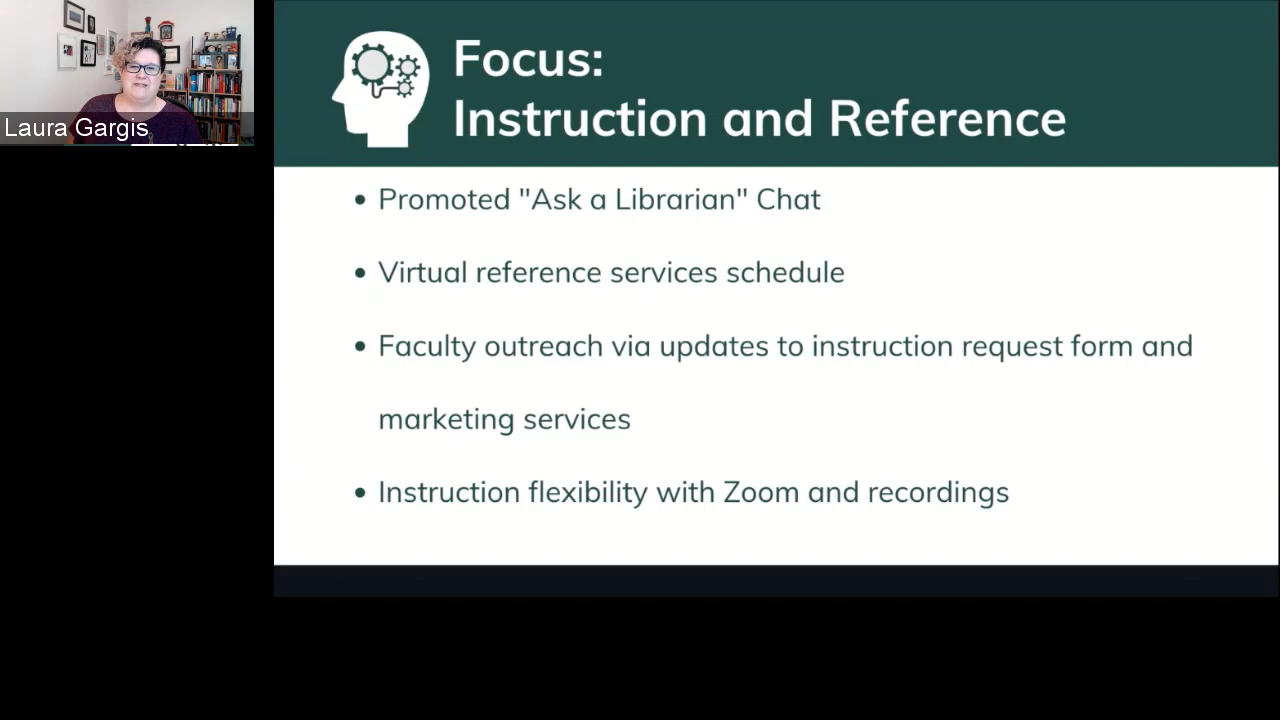 Laura Gargis
Focus:
Instruction and Reference
• Promoted "Ask a Librarian" Chat
• Virtual reference services schedule
• Faculty outreach via updates to instruction request form and
marketing services
• Instruction flexibility with Zoom and recordings